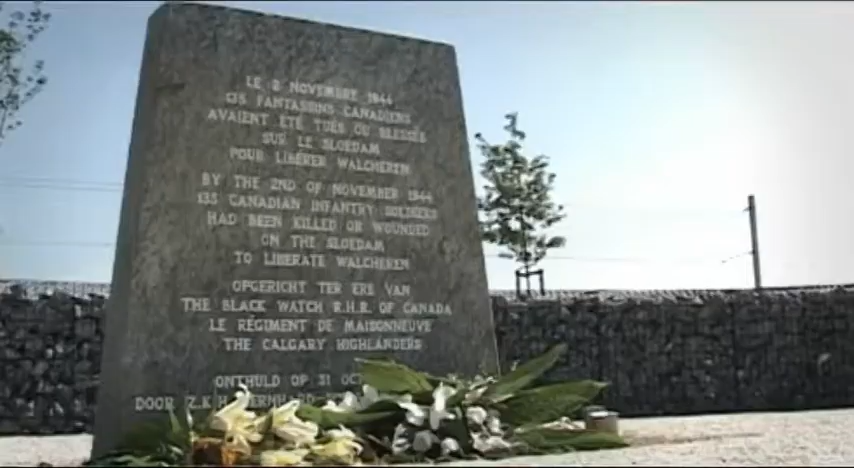 LE 2 NOVEMBRE 1944
135 FANTASSINS CANADIENS
AVAIENT ÉTÉ TUÉS OU BLESSÉS
SUR LE SLOEDAM
POUR LIBÉRER WALCHEREN
BY THE 2ND OF NOVEMBER 1944
135 CANADIAN INFANTRY SOLDIERS
HAD BEEN KILLED OR WOUNDED
ON THE SLOEDAM
TO LIBERATE WALCHEREN
OPGERICHT TER ERE VAN
THE BLACK WATCH R.H.R. OF CANADA
LE RÉGIMENT DE MAISONNEUVE
THE CALGARY HIGHLANDERS
ONTHULD OP 31
DOOR Z.K.H.